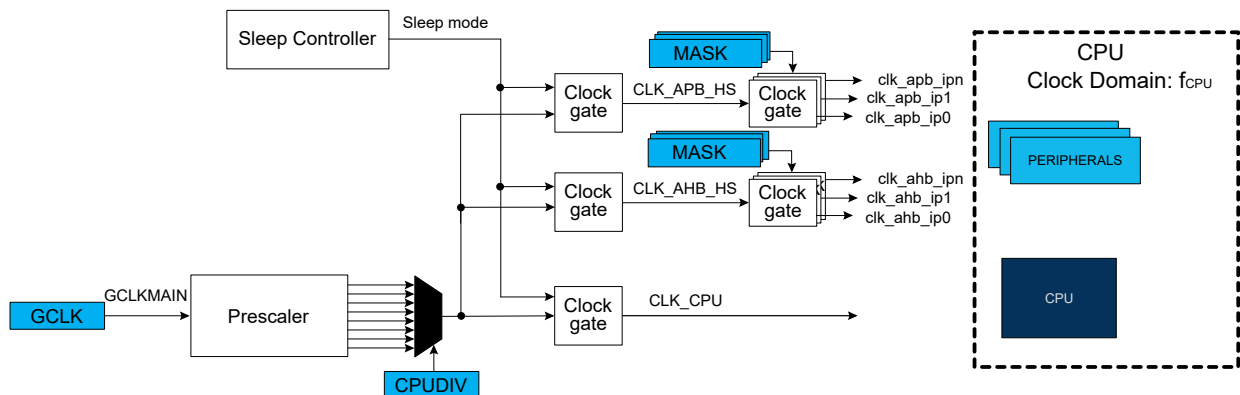 Sleep mode
Sleep Controller
MASK
CPU
Clock Domain: fCPU
Clock
gate
CLK_APB_HS
Clock
gate
clk_apb_ipn
clk_apb_ip1
clk_apb_ip0
MASK
PERIPHERALS
Clock
gate
CLK_AHB_HS
Clock
gate
clk_ahb_ipn
clk_ahb_ip1
clk_ahb_ip0
GCLK
GCLKMAIN
Prescaler
Clock
gate
CLK_CPU
CPU
CPUDIV